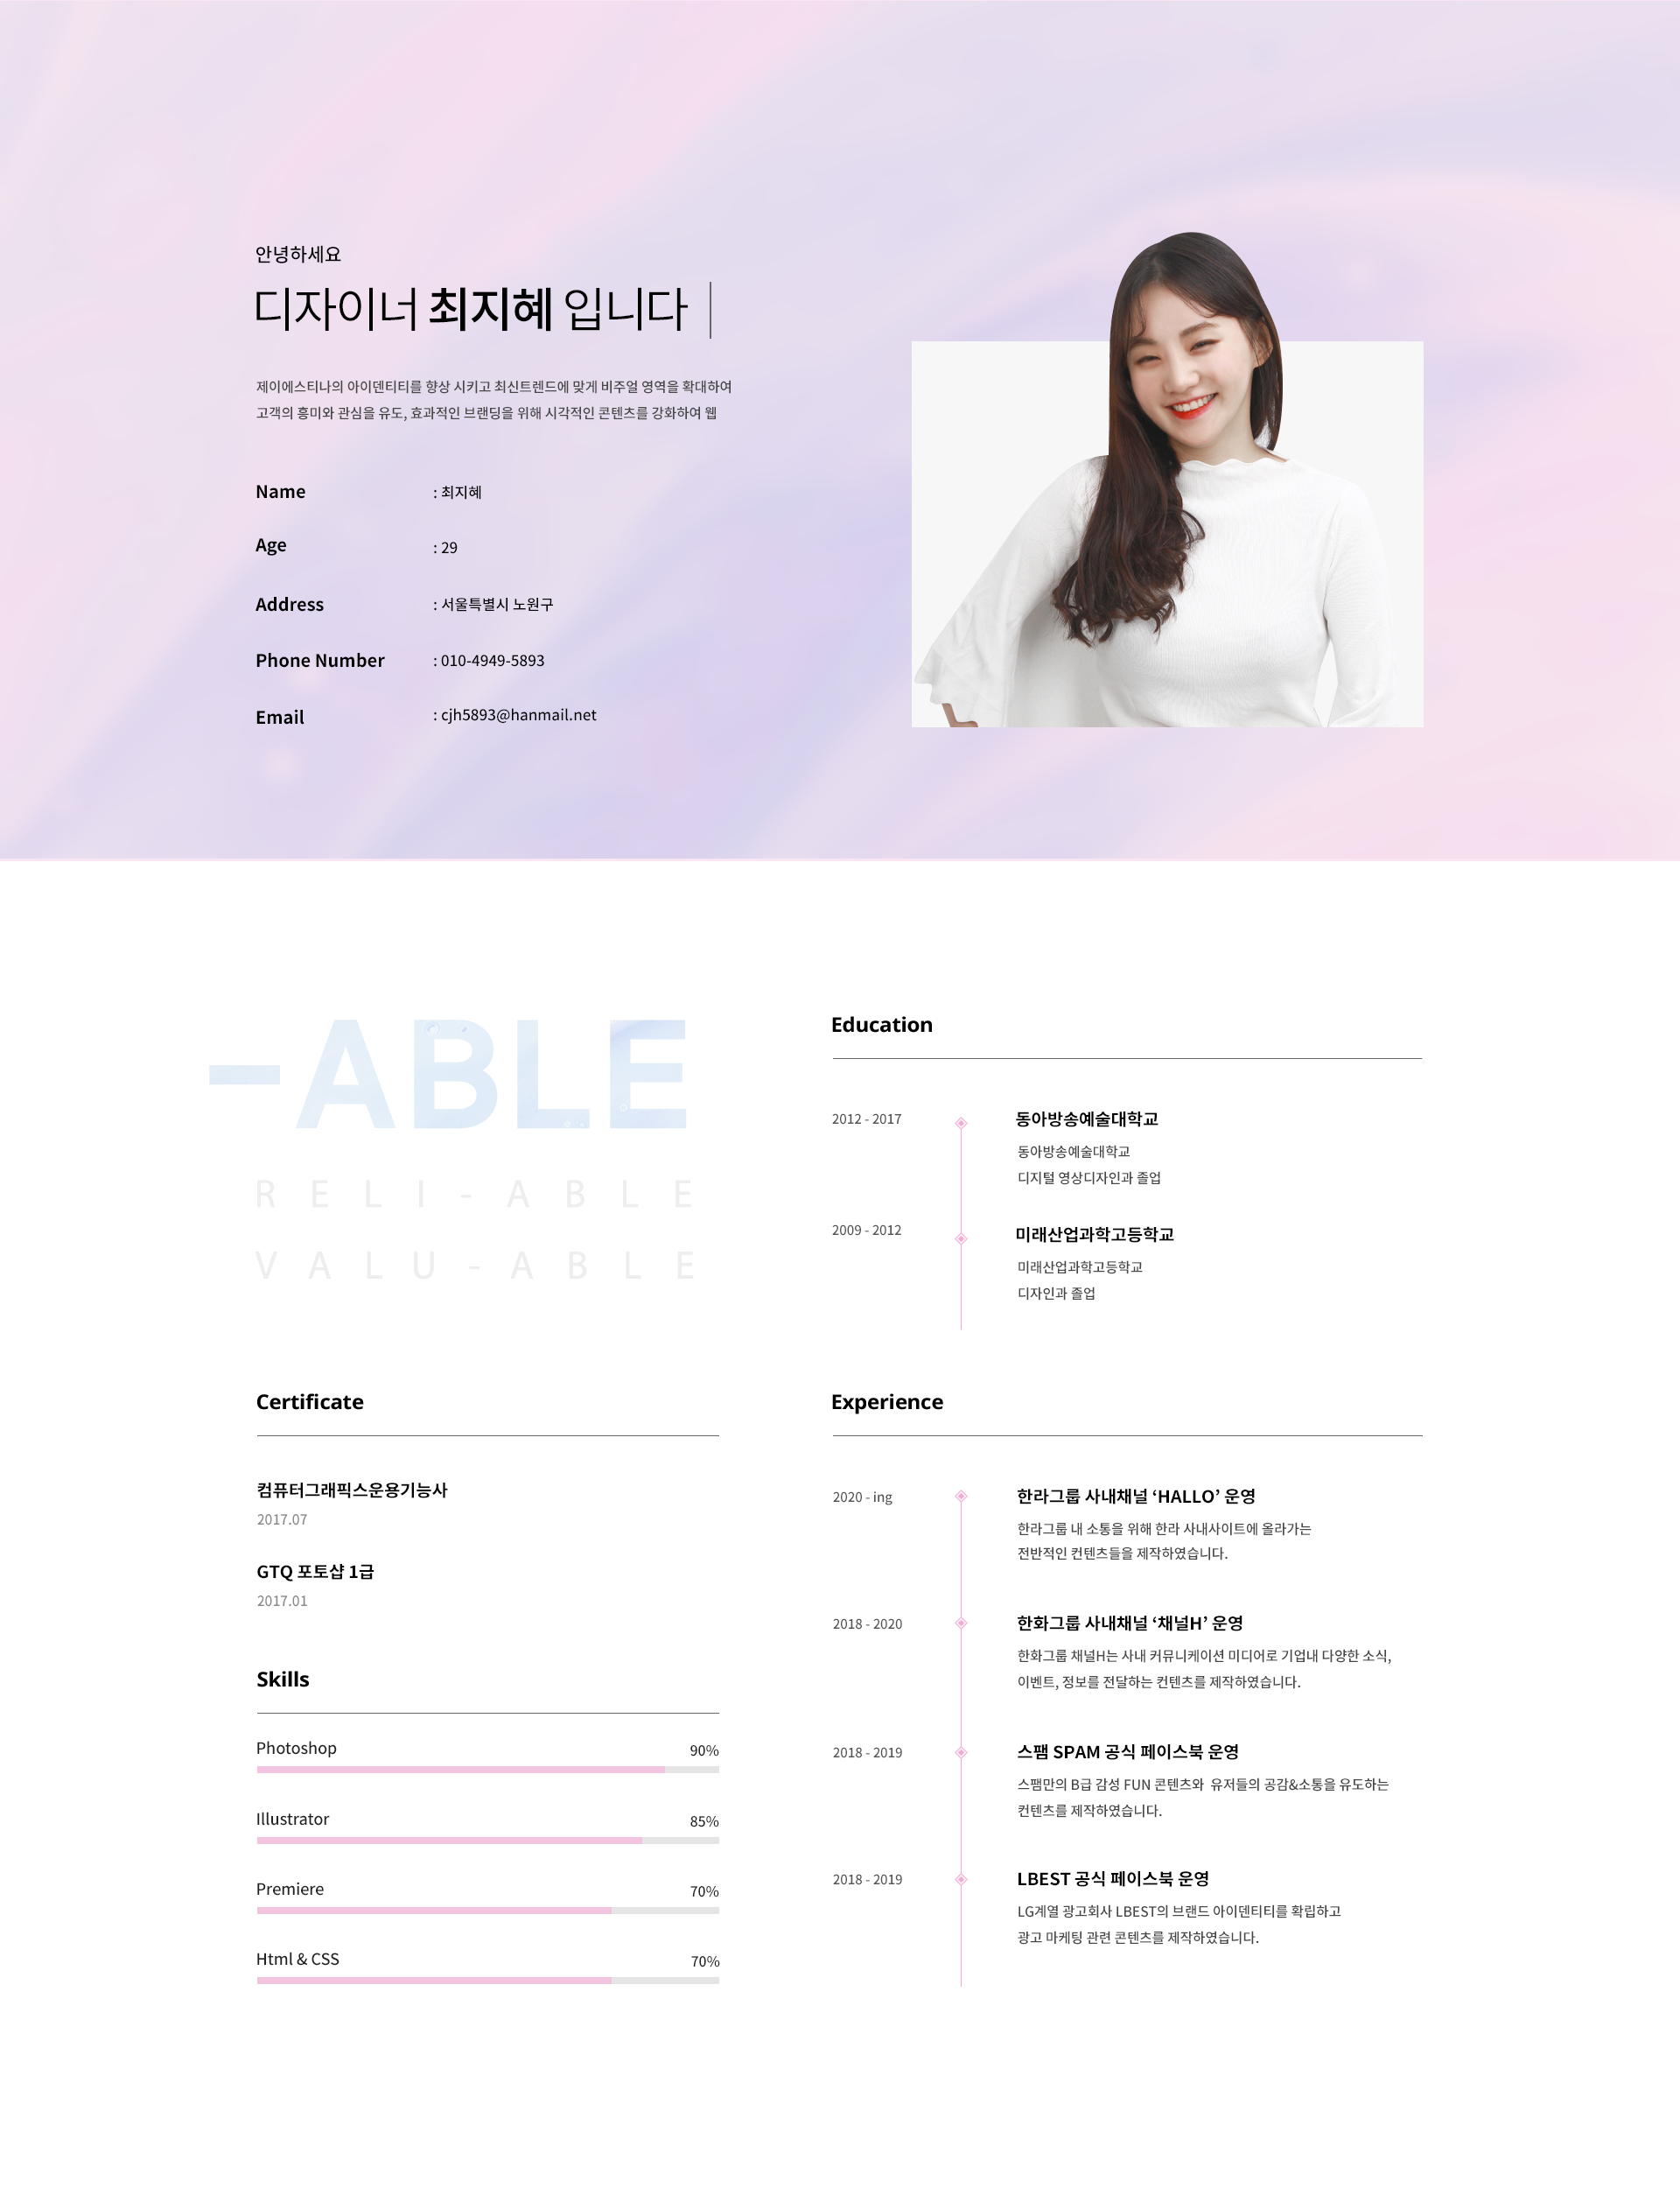 안녕하세요
디자이너 최지혜 입니다
제이에스티나의 아이덴티티를 향상 시키고 최신트렌드에 맞게 비주얼 영역을 확대하여
고객의 흥미와 관심을 유도, 효과적인 브랜딩을 위해 시각적인 콘텐츠를 강화하여 웹
Name : 최지혜
Age : 29
Address : 서울특별시 노원구
Phone Number : 010-4949-5893
Email : cjh5893@hanmail.net
-ABLE
RELI-ABLE
VALU-ABLE
Education
2012 - 2017 동아방송예술대학교
동아방송예술대학교
디지털 영상디자인과 졸업
2009 - 2012 미래산업과학고등학교
미래산업과학고등학교
디자인과 졸업
Certificate
컴퓨터그래픽스운용기능사
2017.07
GTQ 포토샵 1급
2017.01
Skills
Photoshop 90%
Illustrator 85%
Premiere 70%
Html & CSS 70%
Experience
2020 - ing 한라그룹 사내채널 ‘HALLO’ 운영
한라그룹 내 소통을 위해 한라 사내사이트에 올라가는
전반적인 컨텐츠들을 제작하였습니다.
2018 - 2020 한화그룹 사내채널 ‘채널H’ 운영
한화그룹 채널H는 사내 커뮤니케이션 미디어로 기업내 다양한 소식,
이벤트, 정보를 전달하는 컨텐츠를 제작하였습니다.
2018 - 2019 스팸 SPAM 공식 페이스북 운영
스팸만의 B급 감성 FUN 콘텐츠와 유저들의 공감&소통을 유도하는
컨텐츠를 제작하였습니다.
2018 - 2019 LBEST 공식 페이스북 운영
LG계열 광고회사 LBEST의 브랜드 아이덴티티를 확립하고
광고 마케팅 관련 콘텐츠를 제작하였습니다.